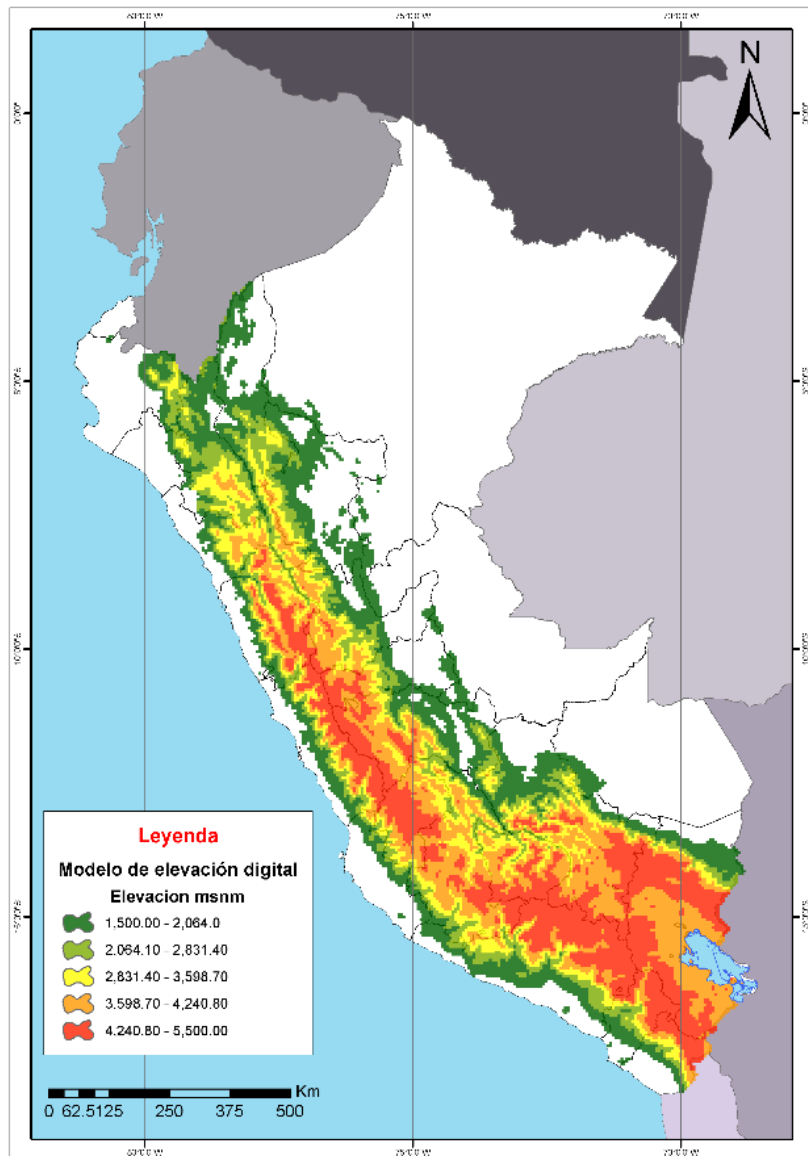 N
Leyenda
Modelo de elevación digital
Elevacion msnm
1,500.00 - 2,064.0
2.064.10 - 2,831.40
2,831.40 - 3,598.70
3.598.70 - 4,240.80
4.240.80 - 5,500.00
Km
0 62.5125 250 375 500